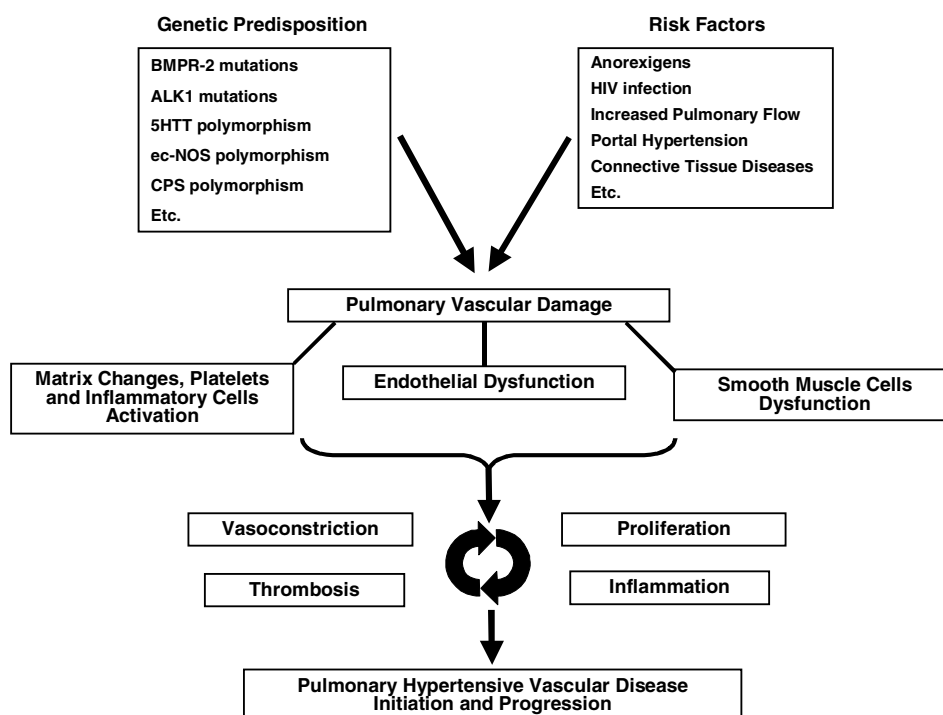 Genetic Predisposition
BMPR-2 mutations
ALK1 mutations
5HTT polymorphism
ec-NOS polymorphism
CPS polymorphism
Etc.
Risk Factors
Anorexigens
HIV infection
Increased Pulmonary Flow
Portal Hypertension
Connective Tissue Diseases
Etc.
Pulmonary Vascular Damage
Matrix Changes, Platelets
and Inflammatory Cells
Activation
Endothelial Dysfunction
Smooth Muscle Cells
Dysfunction
Vasoconstriction
Proliferation
Thrombosis
Inflammation
Pulmonary Hypertensive Vascular Disease
Initiation and Progression